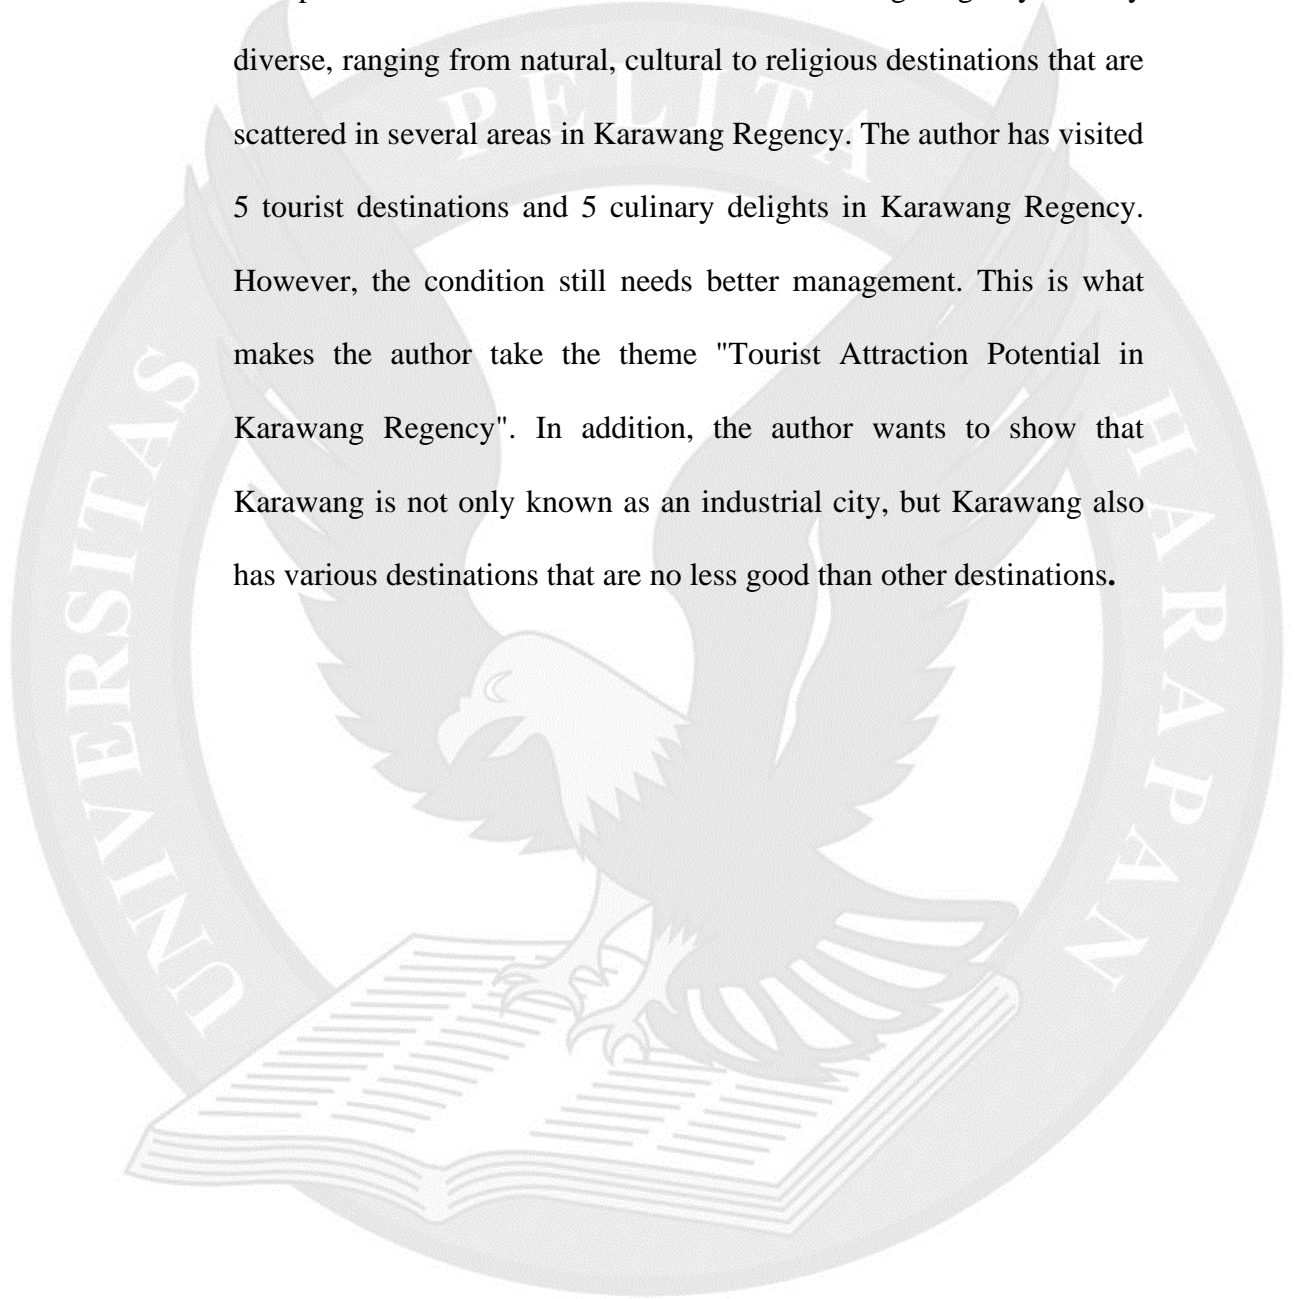 diverse, ranging from natural, cultural to religious destinations that are
scattered in several areas in Karawang Regency. The author has visited
5 tourist destinations and 5 culinary delights in Karawang Regency.
However, the condition still needs better management. This is what
makes the author take the theme "Tourist Attraction Potential in
Karawang Regency". In addition, the author wants to show that
Karawang is not only known as an industrial city, but Karawang also
has various destinations that are no less good than other destinations.
UNIVERSITAS PELITA HARAPAN